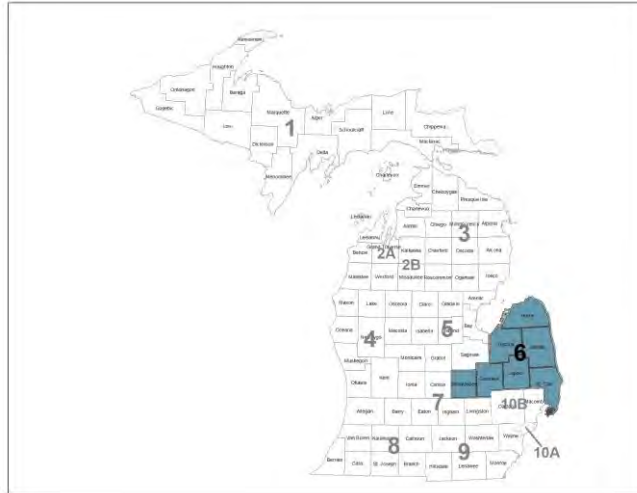 Keweenaw
Houghton
Ontonagon
Baraga
Gogebic
Marquette
Iron
Alger
Luce
Schoolcraft
Chippewa
Mackinac
1
Dickinson
Delta
Menominee
Charlevoix
Emmet
Cheboygan
Presque Isle
Charlevoix
Leelanau
Antrim
Otsego
Montmorency
Alpena
3
Grand Traverse
2A
Benzie
2B
Kalkaska
Crawford
Oscoda
Alcona
Manistee
Wexford
Missaukee
Roscommon
Ogemaw
Iosco
Mason
Lake
Osceola
Clare
Gladwin
Arenac
Huron
4
5
Oceana
Newaygo
Mecosta
Isabella
Midland
Bay
Tuscola
Sanilac
6
Muskegon
Montcalm
Gratiot
Saginaw
Ottawa
Kent
Ionia
Clinton
Shiawassee
Genesee
Lapeer
St. Clair
7
10B
Macomb
Allegan
Barry
Eaton
Ingham
Livingston
Oakland
Van Buren
Kalamazoo
Calhoun
Jackson
Washtenaw
Wayne
8
9
10A
Berrien
Cass
St. Joseph
Branch
Hillsdale
Lenawee
Monroe